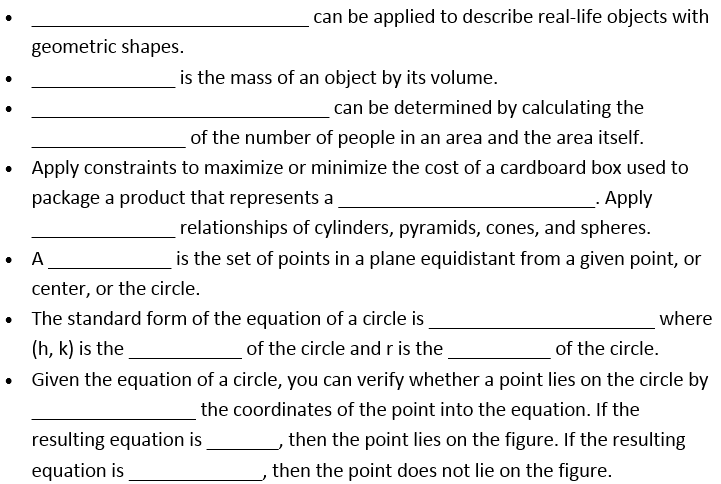 • ______________________________ can be applied to describe real-life objects with
geometric shapes.
• _______________ is the mass of an object by its volume.
• ________________________________ can be determined by calculating the
________________ of the number of people in an area and the area itself.
• Apply constraints to maximize or minimize the cost of a cardboard box used to
package a product that represents a ___________________________. Apply
_______________ relationships of cylinders, pyramids, cones, and spheres.
• A _____________ is the set of points in a plane equidistant from a given point, or
center, or the circle.
• The standard form of the equation of a circle is ________________________ where
(h, k) is the ____________ of the circle and r is the ___________ of the circle.
• Given the equation of a circle, you can verify whether a point lies on the circle by
_________________ the coordinates of the point into the equation. If the
resulting equation is ________, then the point lies on the figure. If the resulting
equation is ______________, then the point does not lie on the figure.